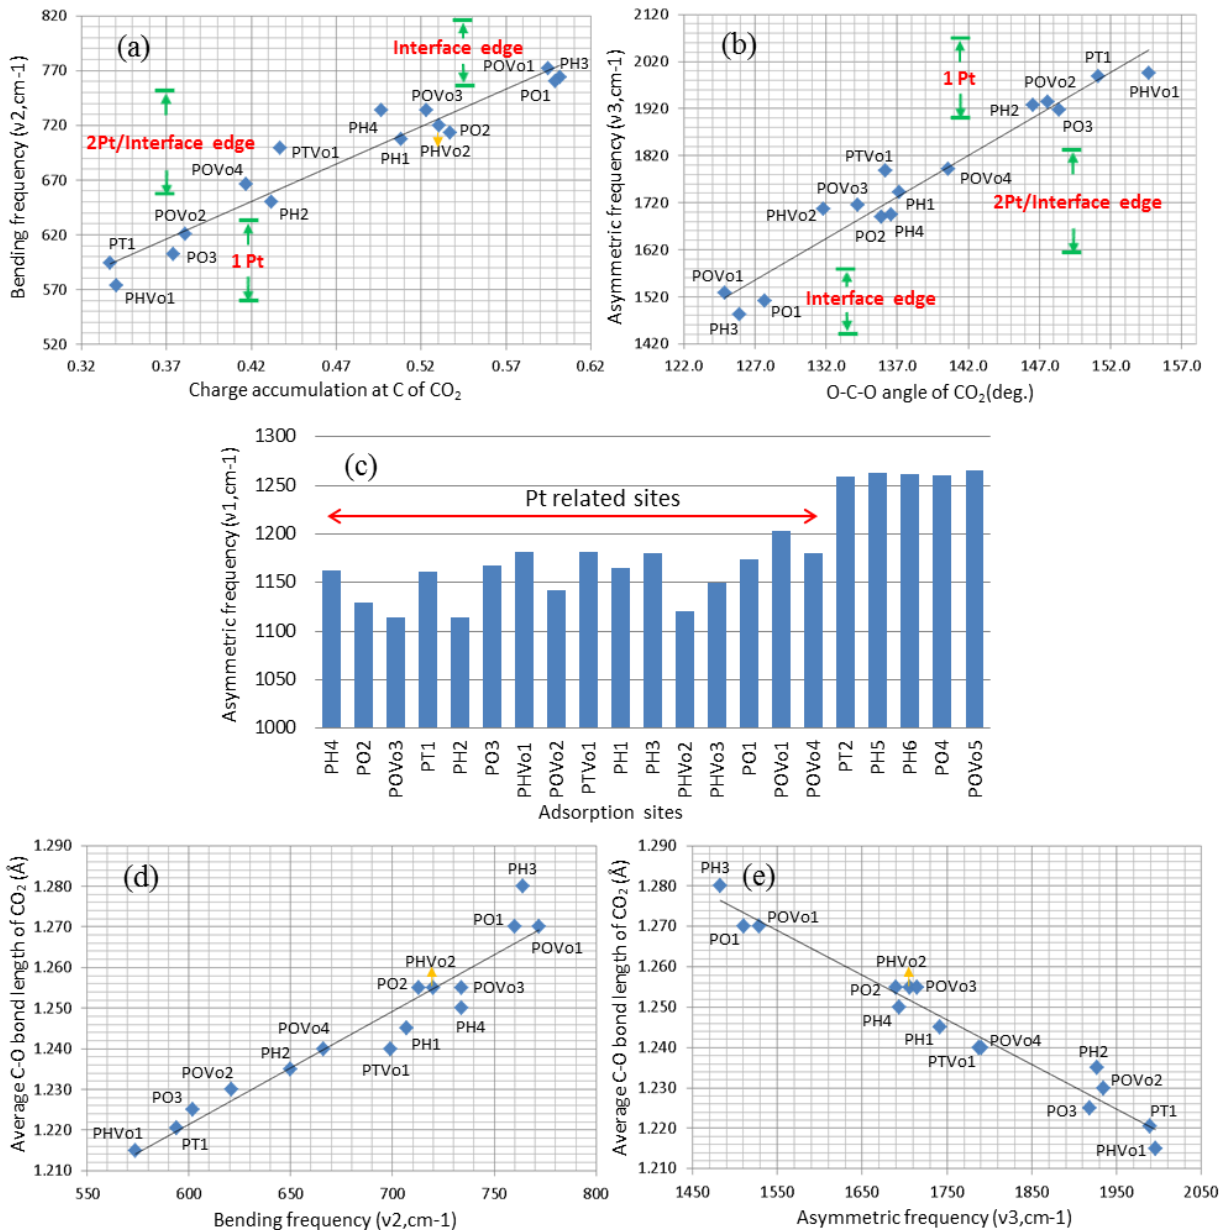 (a)
Bending frequency (ν2,cm-1)
820
770
720
670
620
570
520
0.32 0.37 0.42 0.47 0.52 0.57 0.62
Charge accumulation at C of CO2
Interface edge
2Pt/Interface edge
1 Pt
POVo1
PH3
PO1
POVo3
PH4
PO2
PH1
PHVo2
PTVo1
POVo4
PH2
POVo2
PT1
PO3
PHVo1
(b)
Asymmetric frequency (ν3,cm-1)
2120
2020
1920
1820
1720
1620
1520
1420
122.0 127.0 132.0 137.0 142.0 147.0 152.0 157.0
O-C-O angle of CO2(deg.)
1 Pt
2Pt/Interface edge
Interface edge
PT1
POVo2
PHVo1
PH2
PO3
PTVo1
POVo4
POVo3
PH1
PHVo2
PO2
PH4
POVo1
PO1
PH3
(c)
Asymmetric frequency (ν1,cm-1)
1300
1250
1200
1150
1100
1050
1000
Pt related sites
PH4 PO2 POVo3 PT1 PH2 PO3 PHVo1 POVo2 PTVo1 PH1 PH3 PHVo2 PHVo3 PO1 POVo1 POVo4 PT2 PH5 PH6 PO4 POVo5
Adsorption sites
(d)
Average C-O bond length of CO2 (Å)
1.290
1.280
1.270
1.260
1.250
1.240
1.230
1.220
1.210
550 600 650 700 750 800
Bending frequency (ν2,cm-1)
PH3
PO1
POVo1
PHVo2
PO2
POVo3
PH4
POVo4
PH1
PH2
PTVo1
POVo2
PO3
PHVo1
PT1
(e)
Average C-O bond length of CO2 (Å)
1.290
1.280
1.270
1.260
1.250
1.240
1.230
1.220
1.210
1450 1550 1650 1750 1850 1950 2050
Asymmetric frequency (ν3,cm-1)
PH3
POVo1
PO1
PHVo2
PO2
POVo3
PH4
PH1
POVo4
PTVo1
PH2
POVo2
PO3
PT1
PHVo1